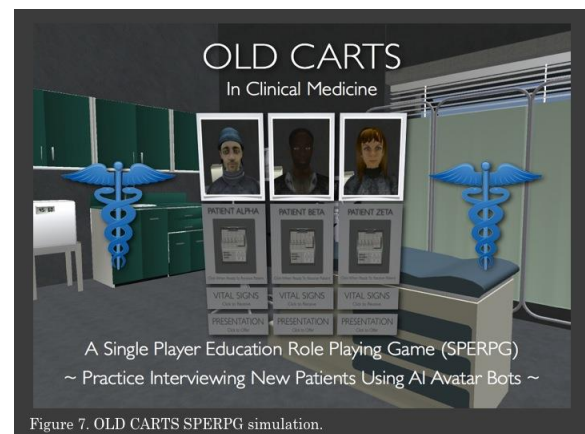 OLD CARTS
In Clinical Medicine
PATIENT ALPHA
PATIENT BETA
PATIENT ZETA
VITAL SIGNS
VITAL SIGNS
VITAL SIGNS
PRESENTATION
PRESENTATION
PRESENTATION
A Single Player Education Role Playing Game (SPERPG)
~ Practice Interviewing New Patients Using AI Avatar Bots ~
Figure 7. OLD CARTS SPERPG simulation.